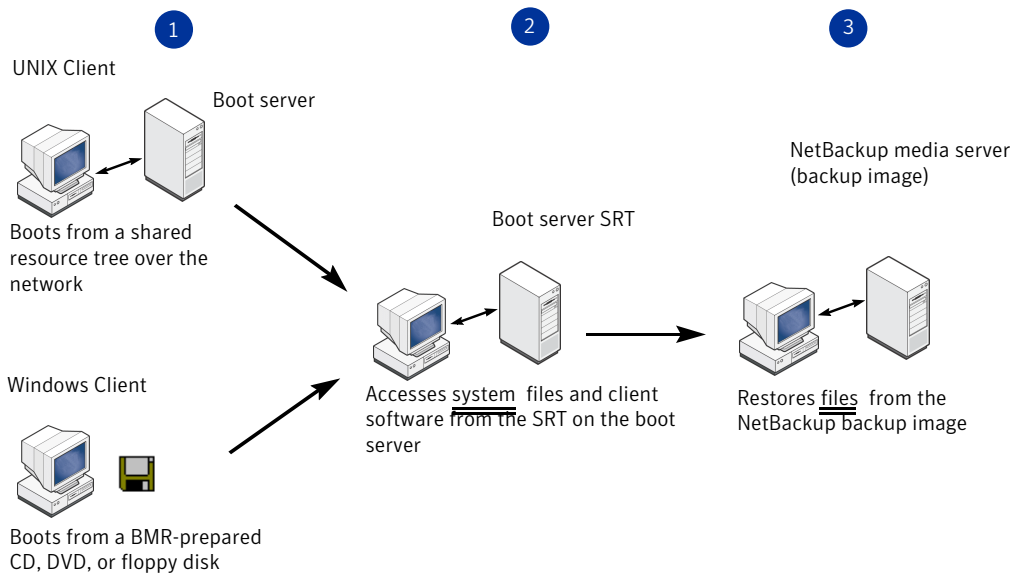 1
2
3
UNIX Client
Boot server
Boots from a shared
resource tree over the
network
Windows Client
Boots from a BMR-prepared
CD, DVD, or floppy disk
Boot server SRT
Accesses system files and client
software from the SRT on the boot
server
NetBackup media server
(backup image)
Restores files from the
NetBackup backup image